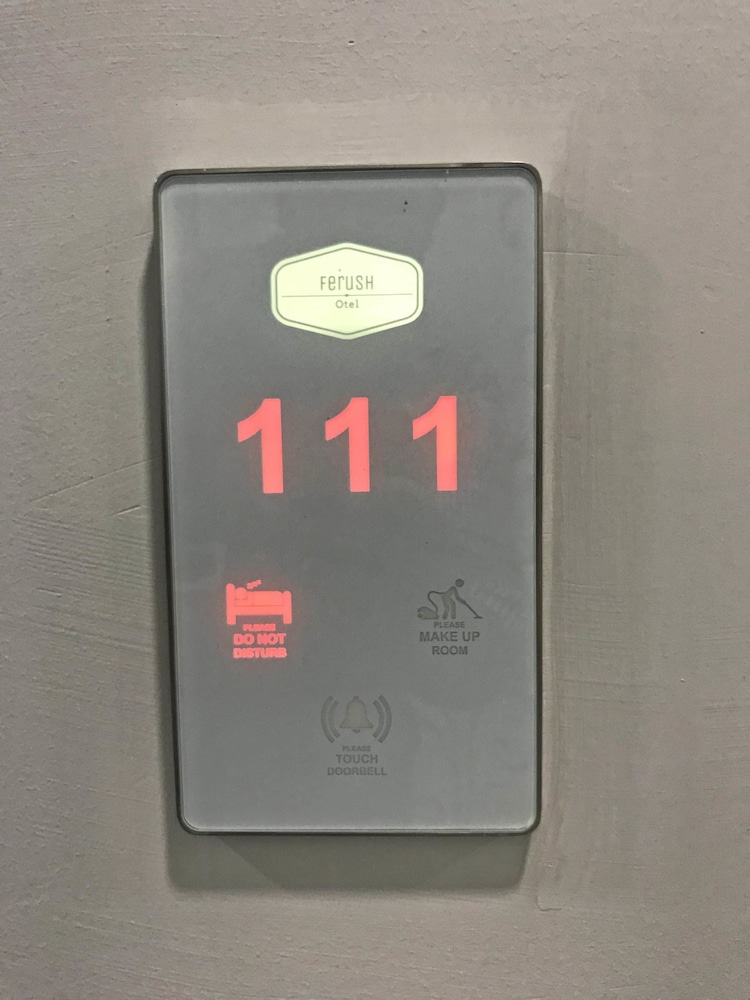 FerUSH
Otel
111
PLEASE
DO NOT
DISTURB
PLEASE
MAKE UP
ROOM
PLEASE
TOUCH
DOORBELL